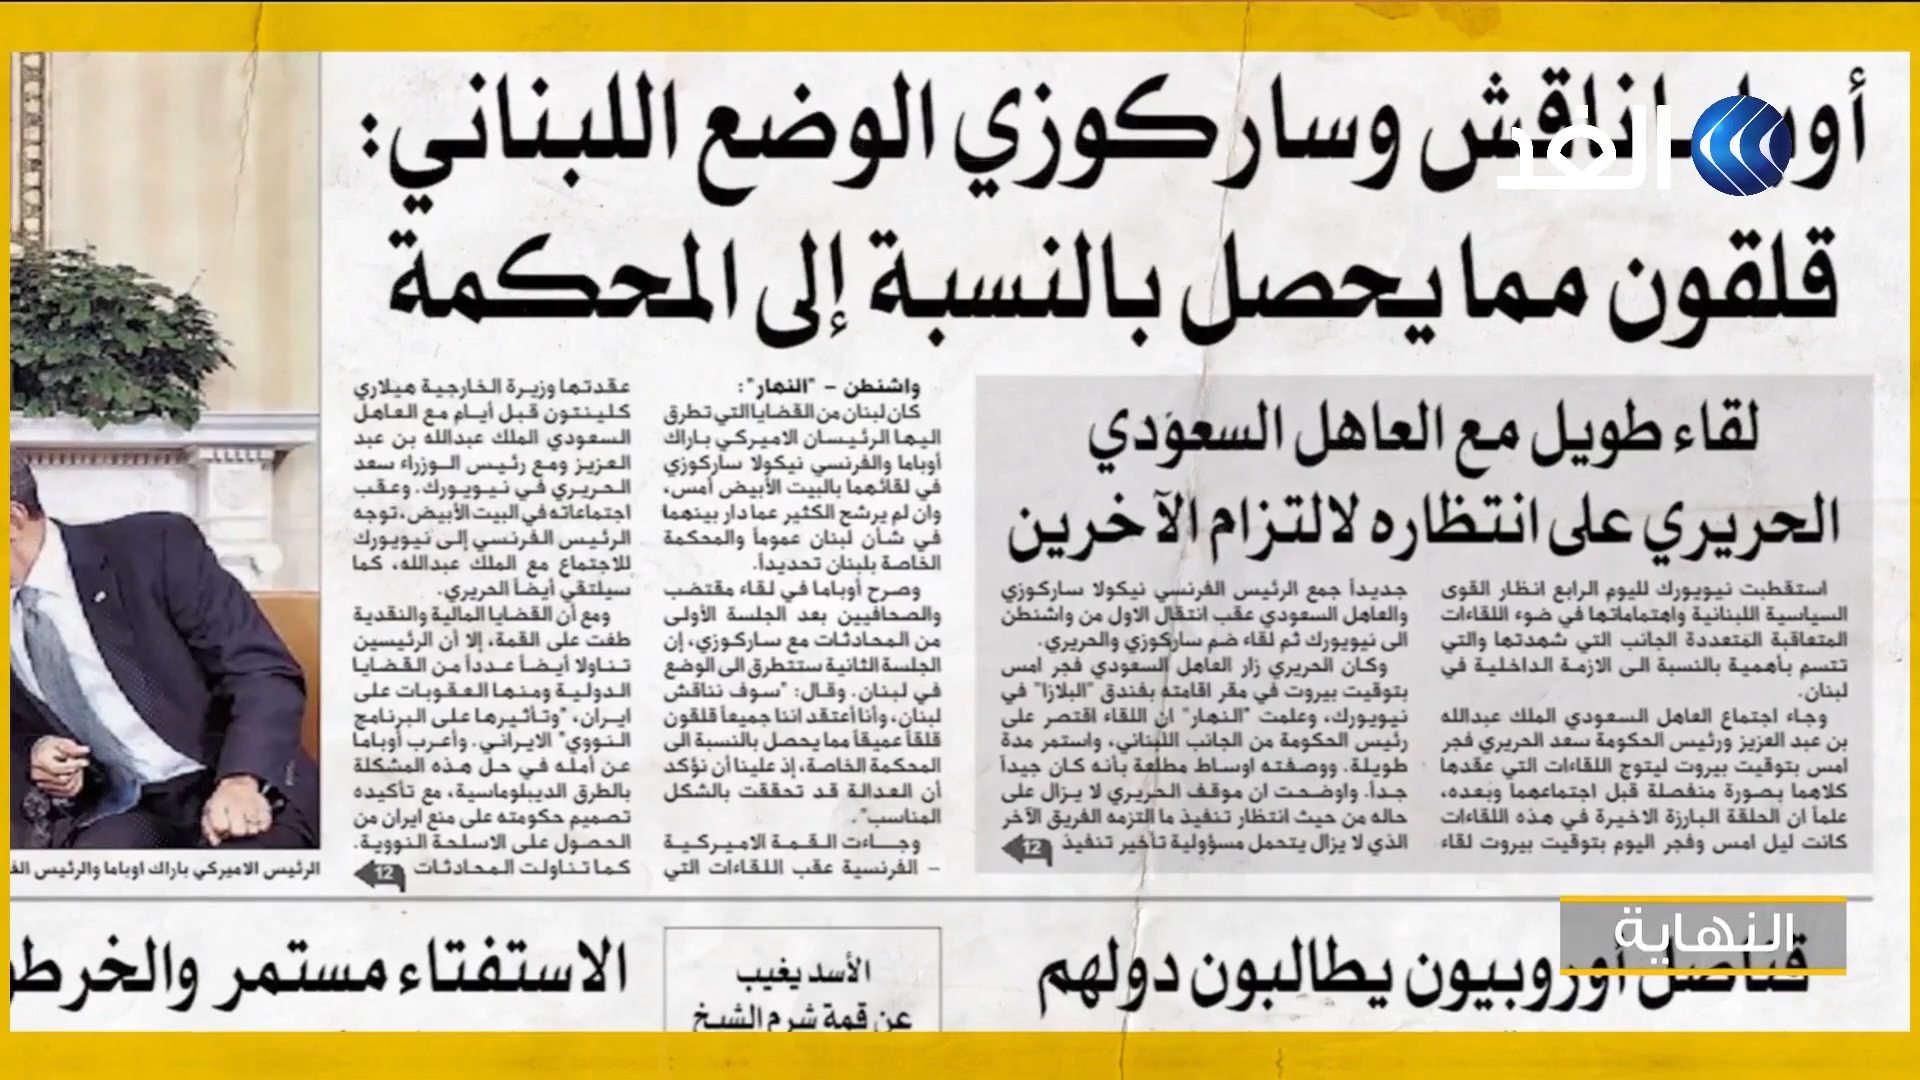 أوباما ناقش وساركوزي الوضع اللبناني:
قلقون مما يحصل بالنسبة إلى المحكمة
الغد
لقاء طويل مع العاهل السعودي
الحريري على انتظاره لالتزام الآخرين
استقطبت نيويورك لليوم الرابع انظار القوى
السياسية اللبنانية واهتماماتها في ضوء اللقاءات
المتعاقبة المتعددة الجانب التي شهدتها والتي
تتسم بأهمية بالنسبة الى الازمة الداخلية في
لبنان.
وجاء اجتماع العاهل السعودي الملك عبدالله
بن عبد العزيز ورئيس الحكومة سعد الحريري فجر
امس بتوقيت بيروت ليتوج اللقاءات التي عقدها
كلاهما بصورة منفصلة قبل اجتماعهما وبعده،
علماً ان الحلقة البارزة الاخيرة في هذه اللقاءات
كانت ليل امس وفجر اليوم بتوقيت بيروت لقاء
جديداً جمع الرئيس الفرنسي نيكولا ساركوزي
والعاهل السعودي عقب انتقال الاول من واشنطن
الى نيويورك ثم لقاء ضم ساركوزي والحريري.
وكان الحريري زار العاهل السعودي فجر امس
بتوقيت بيروت في مقر اقامته بفندق "البلازا" في
نيويورك، وعلمت "النهار" ان اللقاء اقتصر على
رئيس الحكومة من الجانب اللبناني، واستمر مدة
طويلة. ووصفته اوساط مطلعة بأنه كان جيداً
جداً. واوضحت ان موقف الحريري لا يزال على
حاله من حيث انتظار تنفيذ ما التزمه الفريق الآخر
الذي لا يزال يتحمل مسؤولية تأخير تنفيذ 12
واشنطن – "النهار":
كان لبنان من القضايا التي تطرق
اليها الرئيسان الاميركي باراك
أوباما والفرنسي نيكولا ساركوزي
في لقائهما بالبيت الأبيض أمس،
وان لم يرشح الكثير عما دار بينهما
في شأن لبنان عموماً والمحكمة
الخاصة بلبنان تحديداً.
وصرح أوباما في لقاء مقتضب
والصحافيين بعد الجلسة الأولى
من المحادثات مع ساركوزي، إن
الجلسة الثانية ستتطرق الى الوضع
في لبنان. وقال: "سوف نناقش
لبنان، وأنا أعتقد اننا جميعاً قلقون
قلقاً عميقاً مما يحصل بالنسبة الى
المحكمة الخاصة، إذ علينا أن نؤكد
أن العدالة قد تحققت بالشكل
المناسب".
وجاءت القمة الاميركية
– الفرنسية عقب اللقاءات التي
عقدتها وزيرة الخارجية هيلاري
كلينتون قبل أيام مع العاهل
السعودي الملك عبدالله بن عبد
العزيز ومع رئيس الوزراء سعد
الحريري في نيويورك. وعقب
اجتماعاته في البيت الأبيض، توجه
الرئيس الفرنسي إلى نيويورك
للاجتماع مع الملك عبدالله، كما
سيلتقي أيضاً الحريري.
ومع أن القضايا المالية والنقدية
طغت على القمة، إلا أن الرئيسين
تناولا أيضاً عدداً من القضايا
الدولية ومنها العقوبات على
ايران، "وتأثيرها على البرنامج
النووي" الايراني. وأعرب أوباما
عن أمله في حل هذه المشكلة
بالطرق الديبلوماسية، مع تأكيده
تصميم حكومته على منع ايران من
الحصول على الاسلحة النووية.
كما تناولت المحادثات 12
الرئيس الاميركي باراك اوباما والرئيس
النهاية
قناصل أوروبيون يطالبون دولهم
الأسد يغيب
عن قمة شرم الشيخ
الاستفتاء مستمر